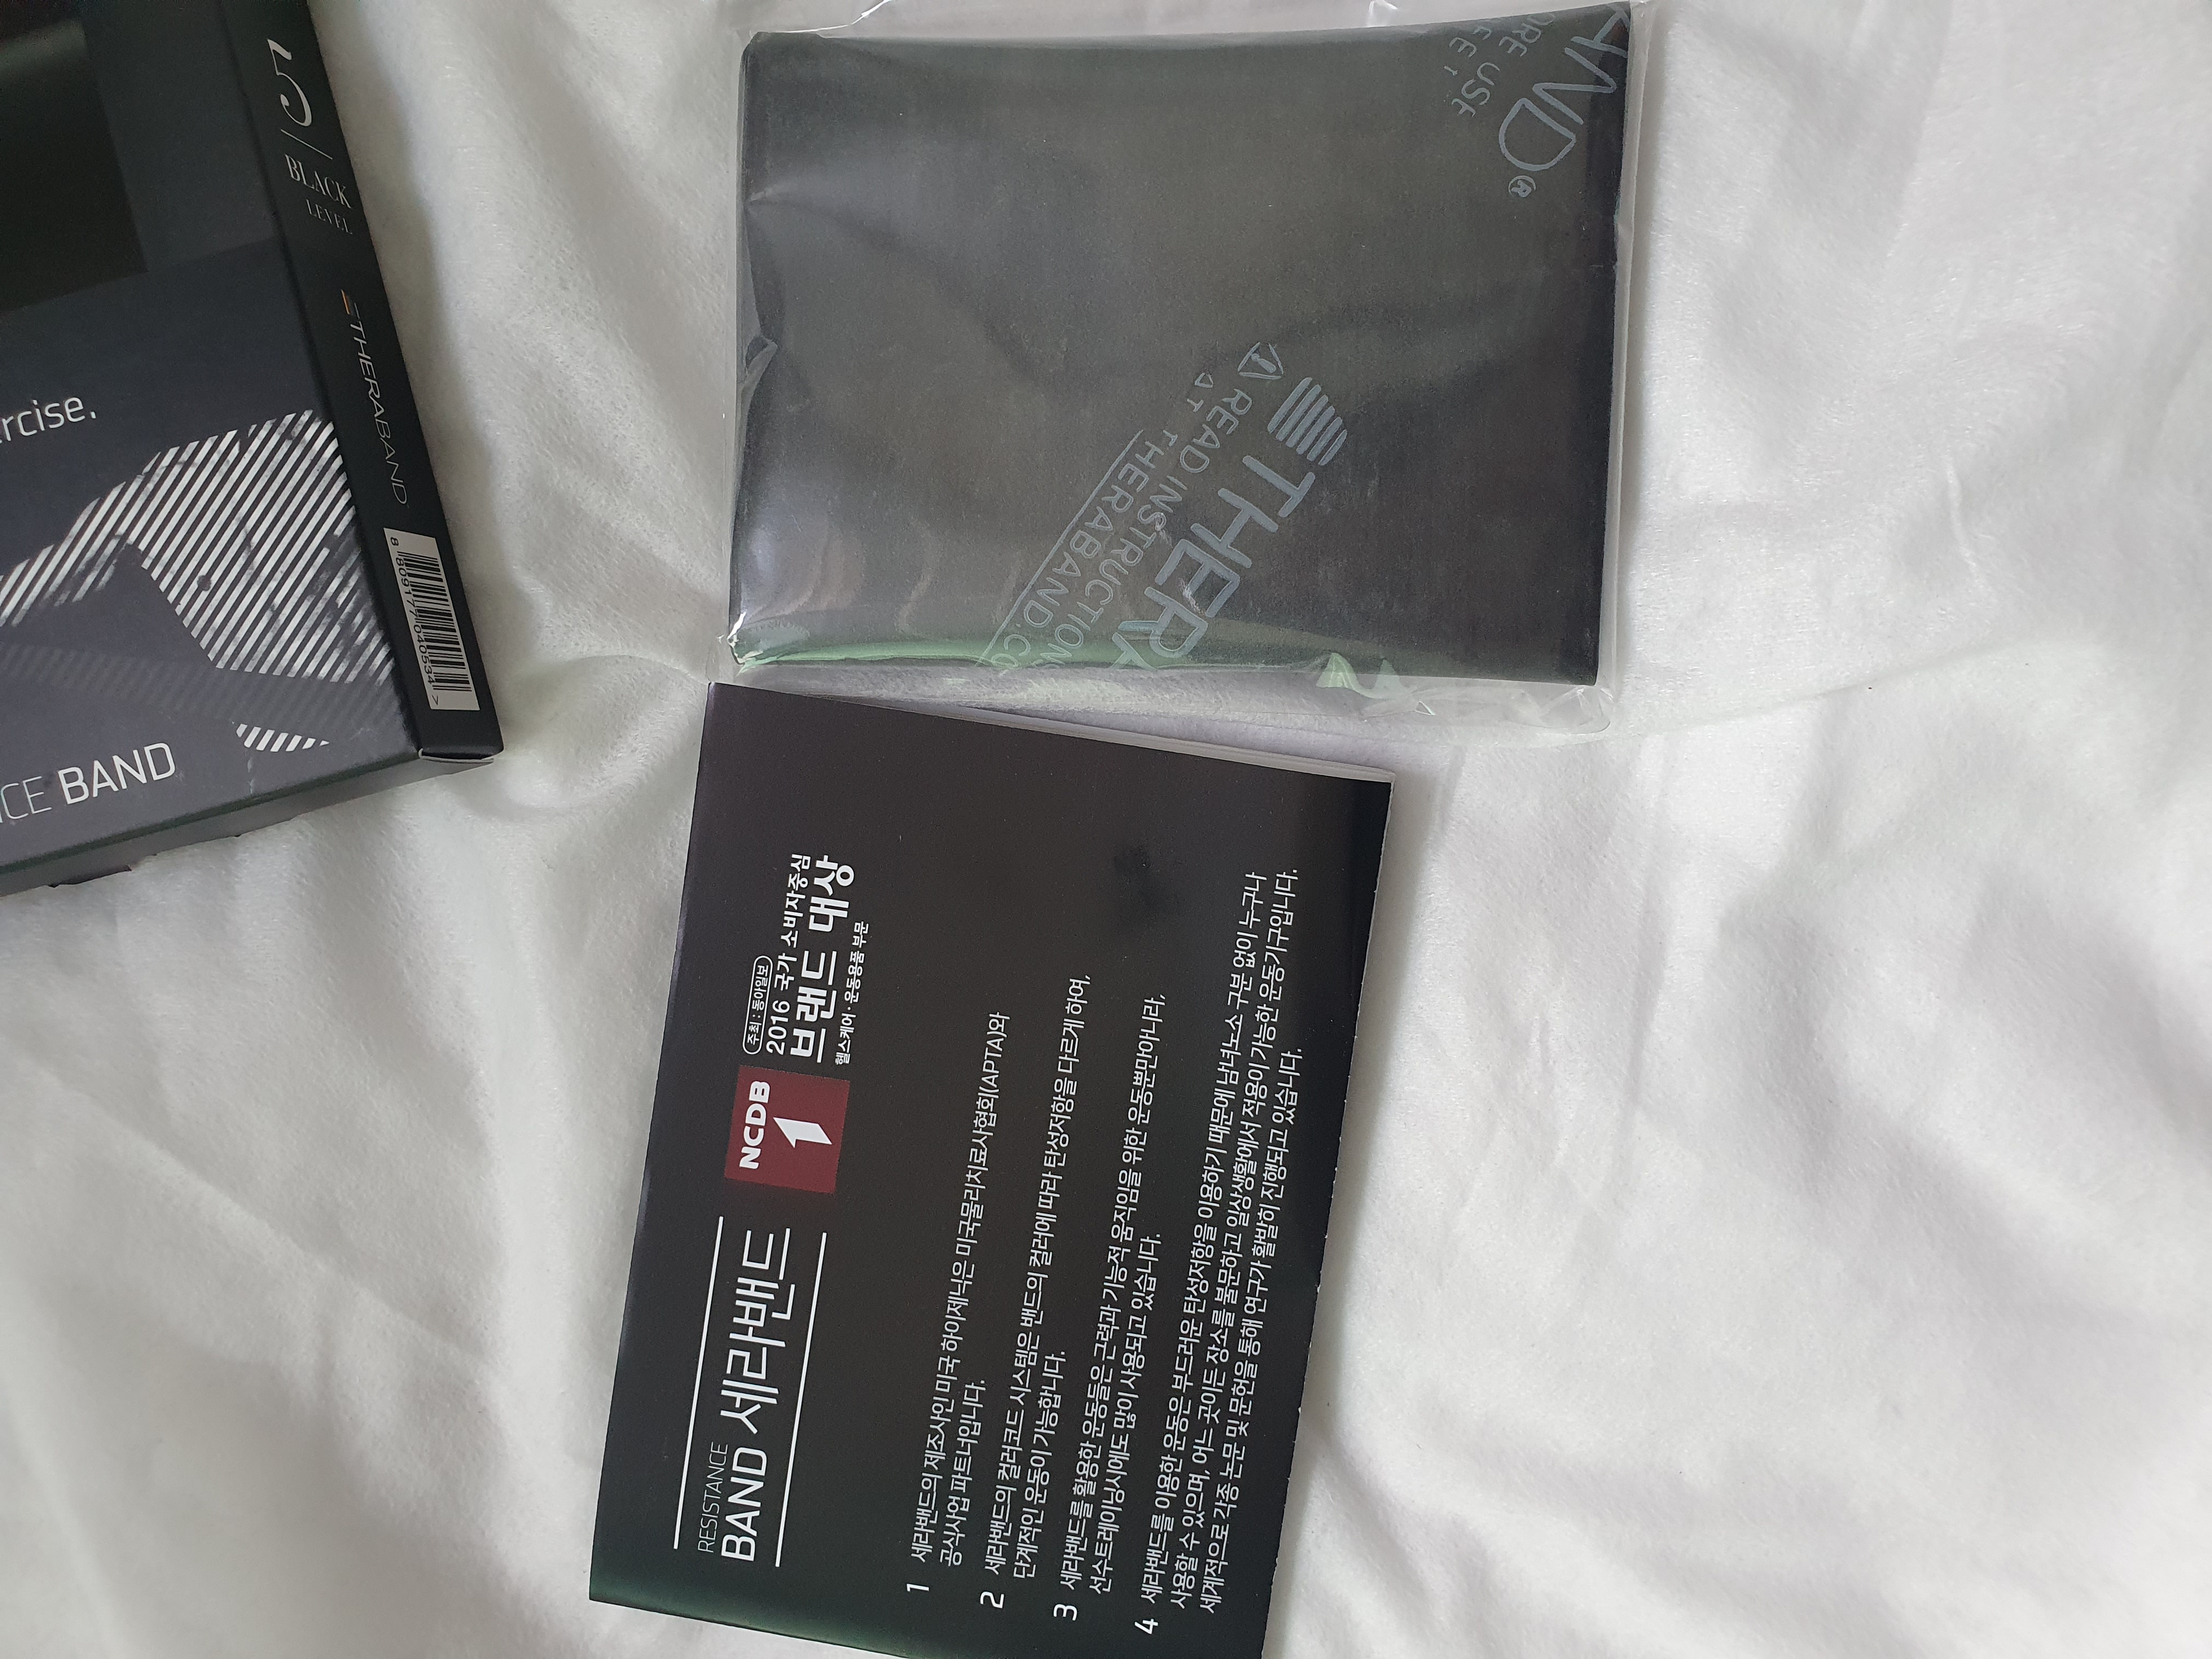 5/
BLACK
LEVEL
THERABAND
8 809177 040534 7
BAND
THERA
READ INSTRUCTION
THERABAND.CO
ND®
ORE USE
RESISTANCE
BAND 세라밴드
NCDB
1
주최 : 동아일보
2016 국가 소비자중심
브랜드 대상
헬스케어·운동용품 부문
1 세라밴드의 제조사인 미국 하이제닉은 미국물리치료사협회(APTA)와
공식사업 파트너입니다.
2 세라밴드의 컬러코드 시스템은 밴드의 컬러에 따라 탄성저항을 다르게 하여,
단계적인 운동이 가능합니다.
3 세라밴드를 활용한 운동들은 근력과 기능적 움직임을 위한 운동뿐만아니라,
선수트레이닝시에도 많이 사용되고 있습니다.
4 세라밴드를 이용한 운동은 부드러운 탄성저항을 이용하기 때문에 남녀노소 구분 없이 누구나
사용할 수 있으며, 어느 곳이든 장소를 불문하고 일상생활에서 적용이 가능한 운동기구입니다.
세계적으로 각종 논문 및 문헌을 통해 연구가 활발히 진행되고 있습니다.